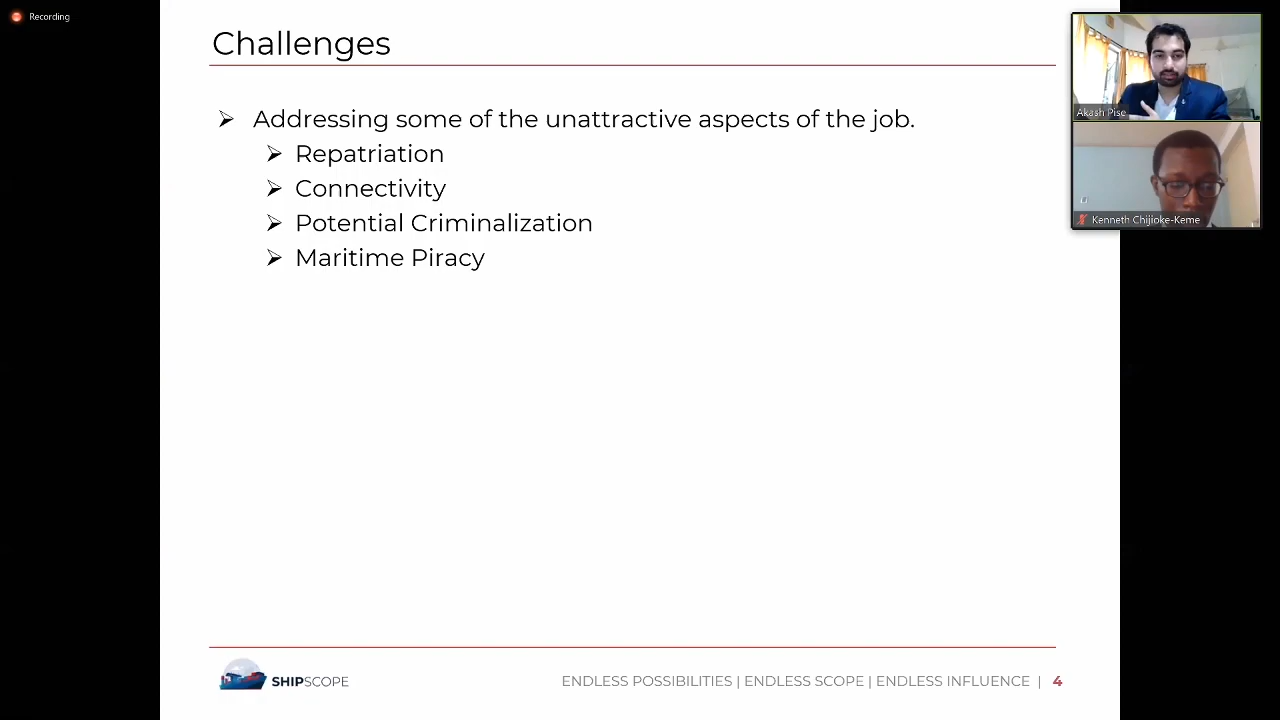 Recording
Challenges
Addressing some of the unattractive aspects of the job.
Repatriation
Connectivity
Potential Criminalization
Maritime Piracy
Akash Pise
Kenneth Chijioke-Keme
SHIPSCOPE
ENDLESS POSSIBILITIES | ENDLESS SCOPE | ENDLESS INFLUENCE | 4